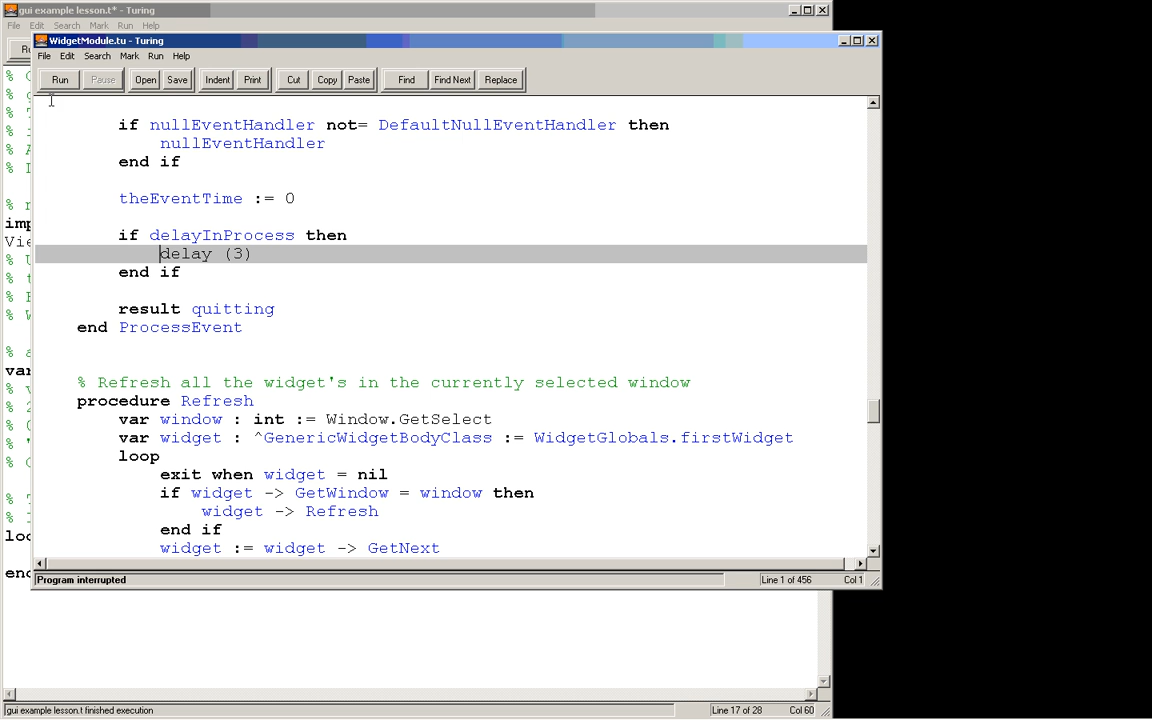 gui example lesson.t* - Turing
File Edit Search Mark Run Help
WidgetModule.tu - Turing
File Edit Search Mark Run Help
Run Pause Open Save Indent Print Cut Copy Paste Find Find Next Replace
if nullEventHandler not= DefaultNullEventHandler then
nullEventHandler
end if
theEventTime := 0
if delayInProcess then
delay (3)
end if
result quitting
end ProcessEvent
% Refresh all the widget's in the currently selected window
procedure Refresh
var window : int := Window.GetSelect
var widget : ^GenericWidgetBodyClass := WidgetGlobals.firstWidget
loop
exit when widget = nil
if widget -> GetWindow = window then
widget -> Refresh
end if
widget := widget -> GetNext
Program interrupted Line 1 of 456 Col 1
gui example lesson.t finished execution Line 17 of 28 Col 60